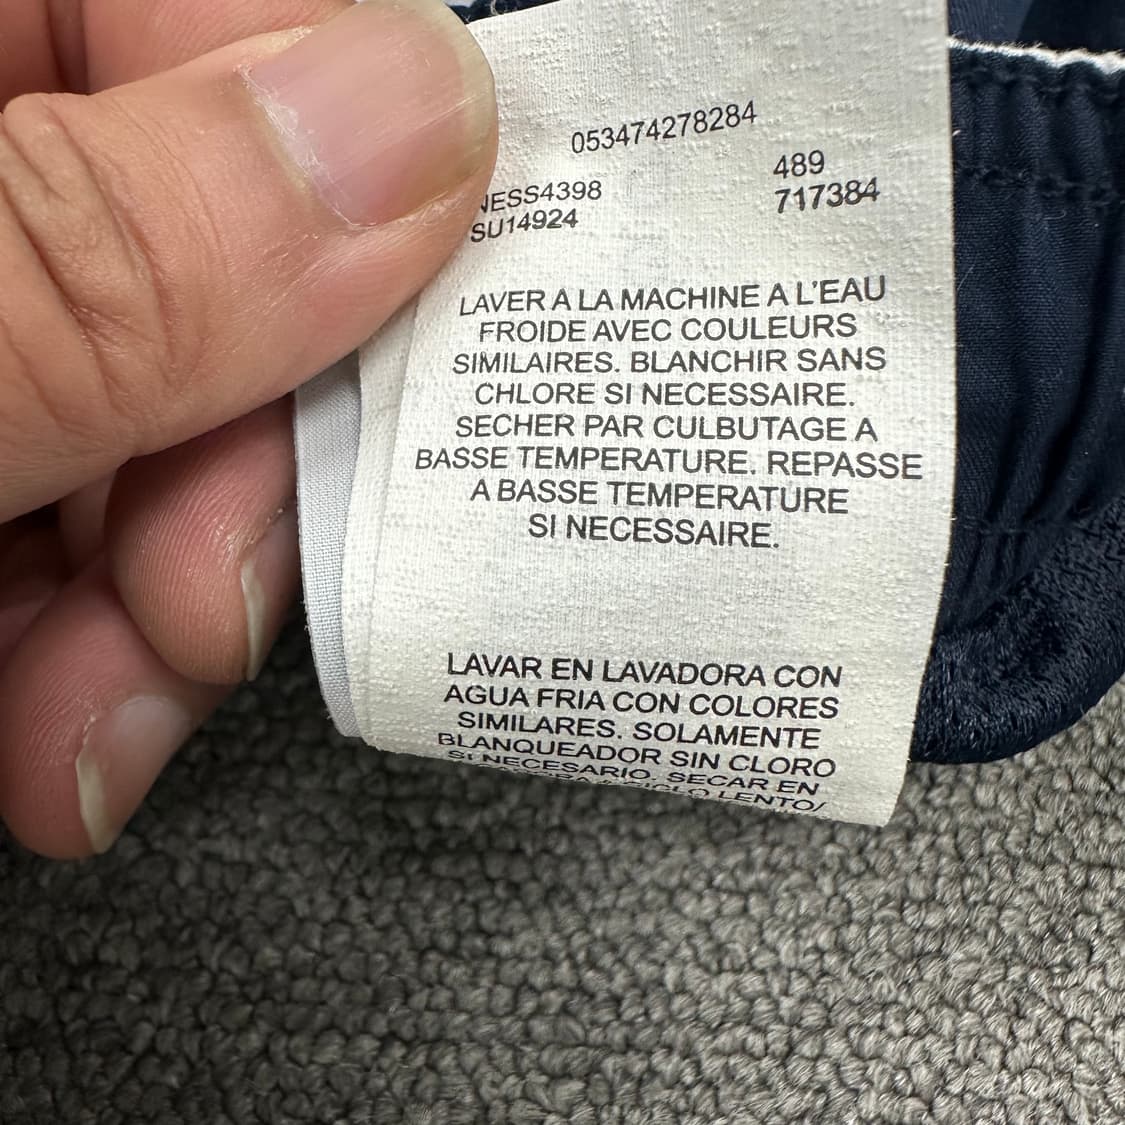 053474278284
489
NESS4398
717384
SU14924
LAVER A LA MACHINE A L'EAU
FROIDE AVEC COULEURS
SIMILAIRES. BLANCHIR SANS
CHLORE SI NECESSAIRE.
SECHER PAR CULBUTAGE A
BASSE TEMPERATURE. REPASSE
A BASSE TEMPERATURE
SI NECESSAIRE.
LAVAR EN LAVADORA CON
AGUA FRIA CON COLORES
SIMILARES. SOLAMENTE
BLANQUEADOR SIN CLORO
SI NECESARIO. SECAR EN
CICLO LENTO/